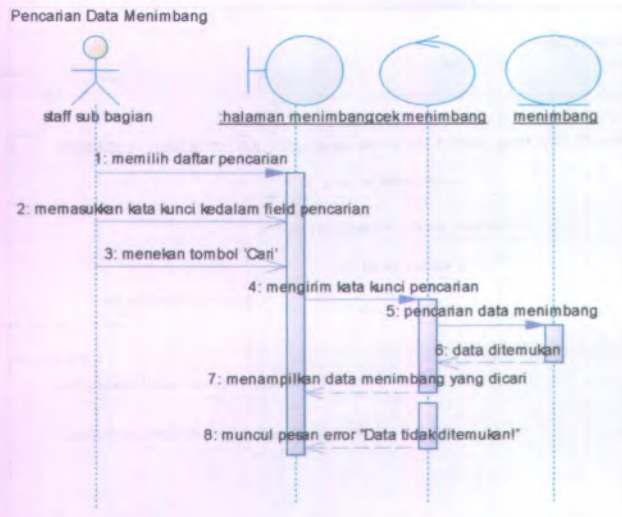 Pencarian Data Menimbang
staff sub bagian
:halaman menimbang
cek menimbang
menimbang
1: memilih daftar pencarian
2: memasukkan kata kunci kedalam field pencarian
3: menekan tombol 'Cari'
4: mengirim kata kunci pencarian
5: pencarian data menimbang
6: data ditemukan
7: menampilkan data menimbang yang dicari
8: muncul pesan error "Data tidak ditemukan!"